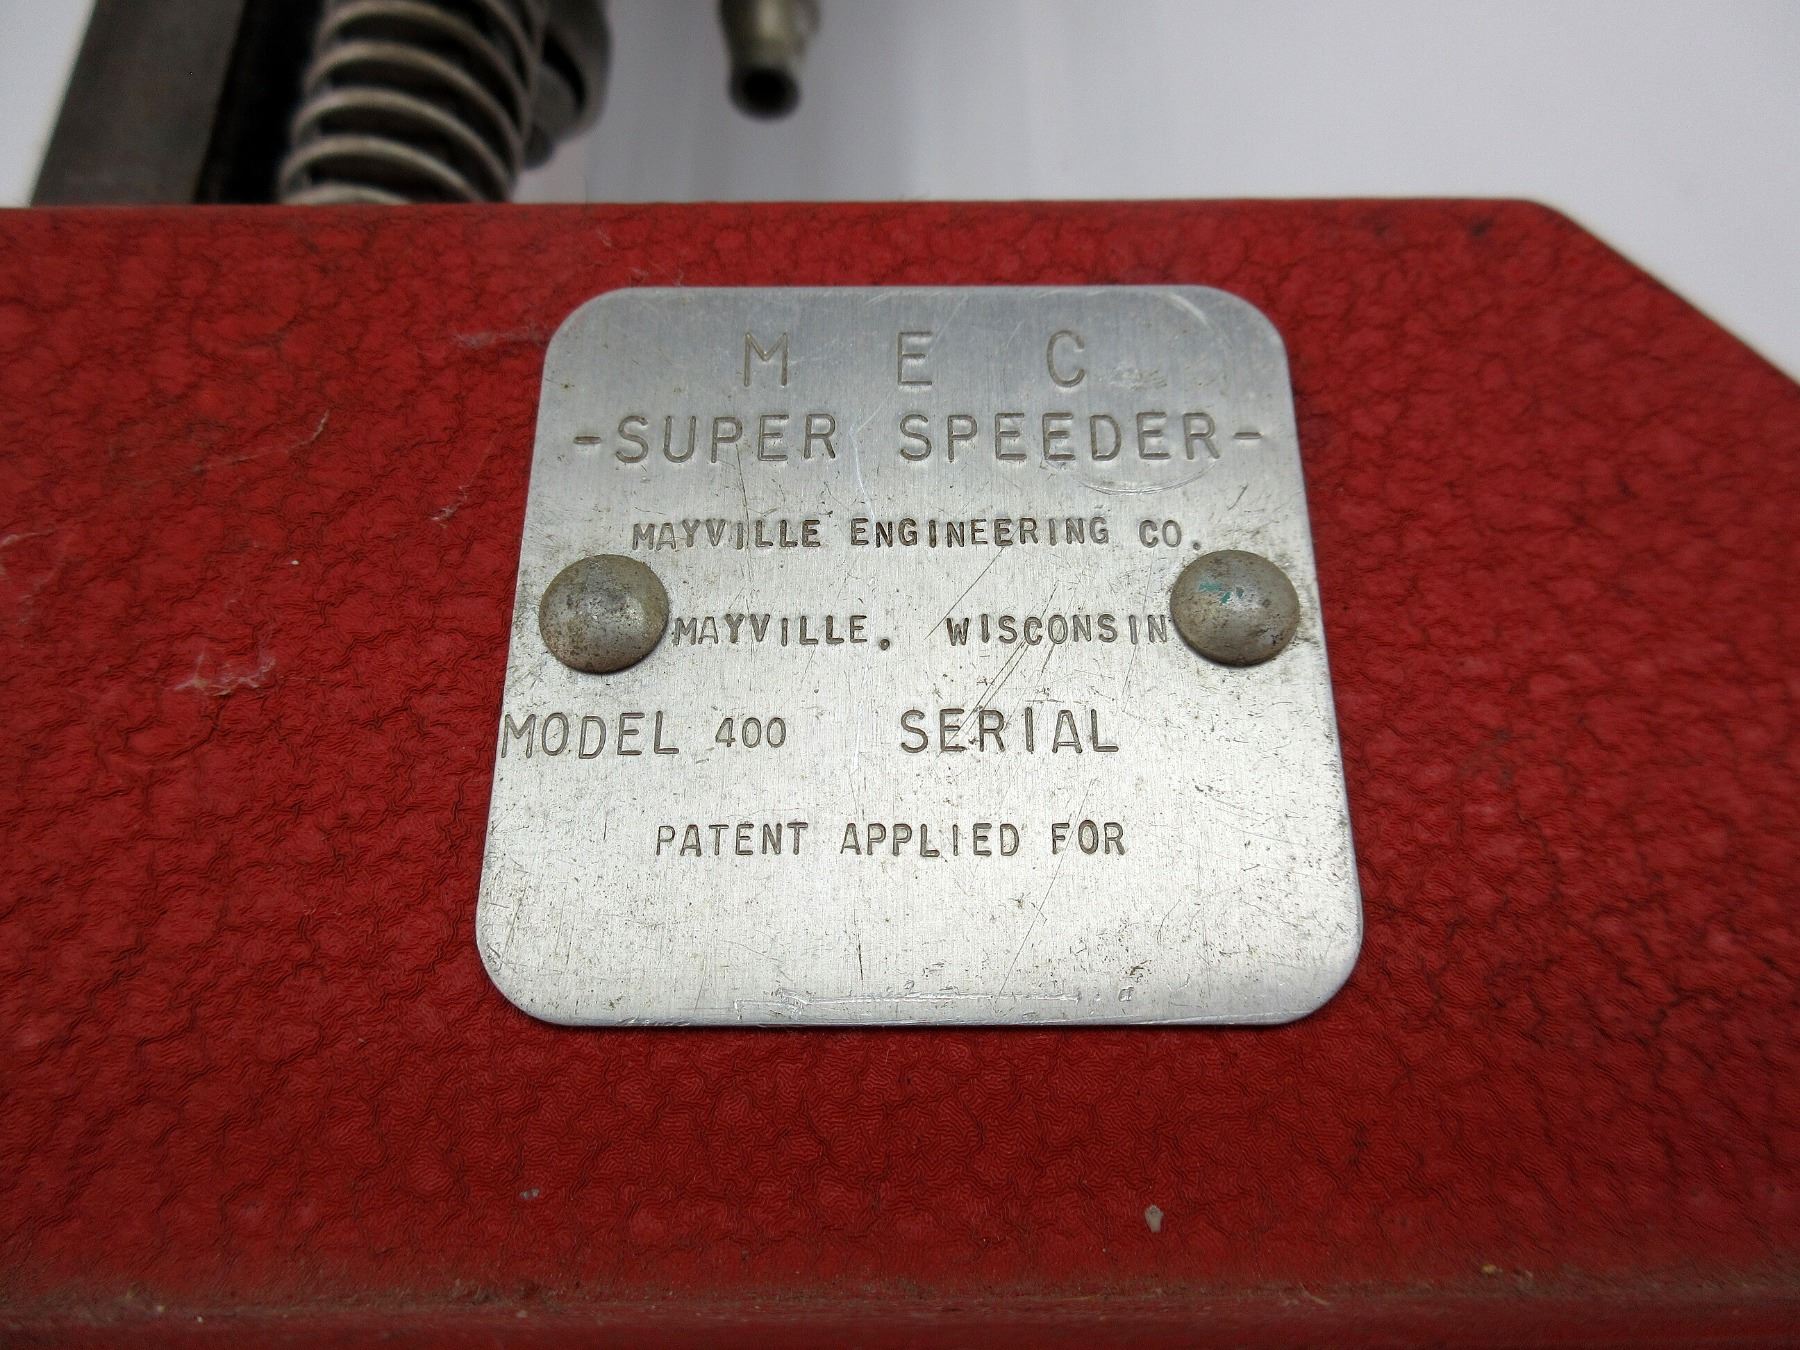 M E C
-SUPER SPEEDER-
MAYVILLE ENGINEERING CO.
MAYVILLE, WISCONSIN
MODEL 400 SERIAL
PATENT APPLIED FOR